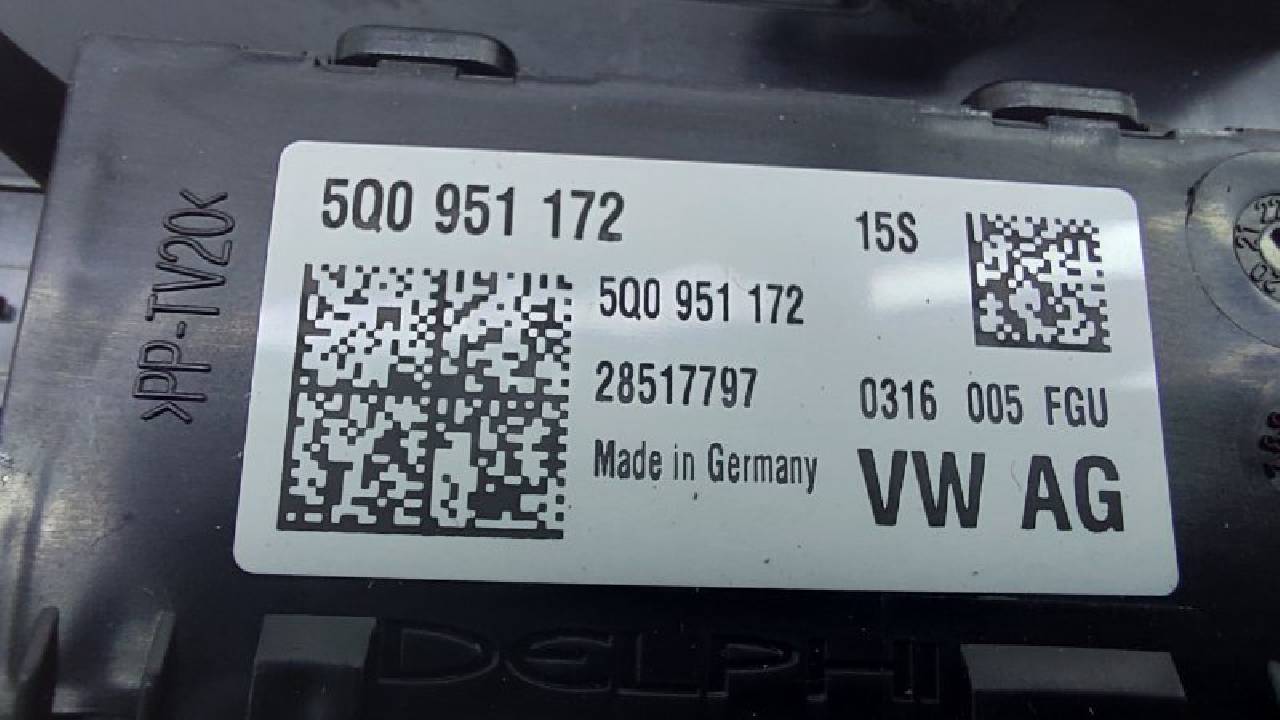 >PP-TV20<
5Q0 951 172
15S
5Q0 951 172
28517797
0316 005 FGU
Made in Germany
VW AG
DELPHI